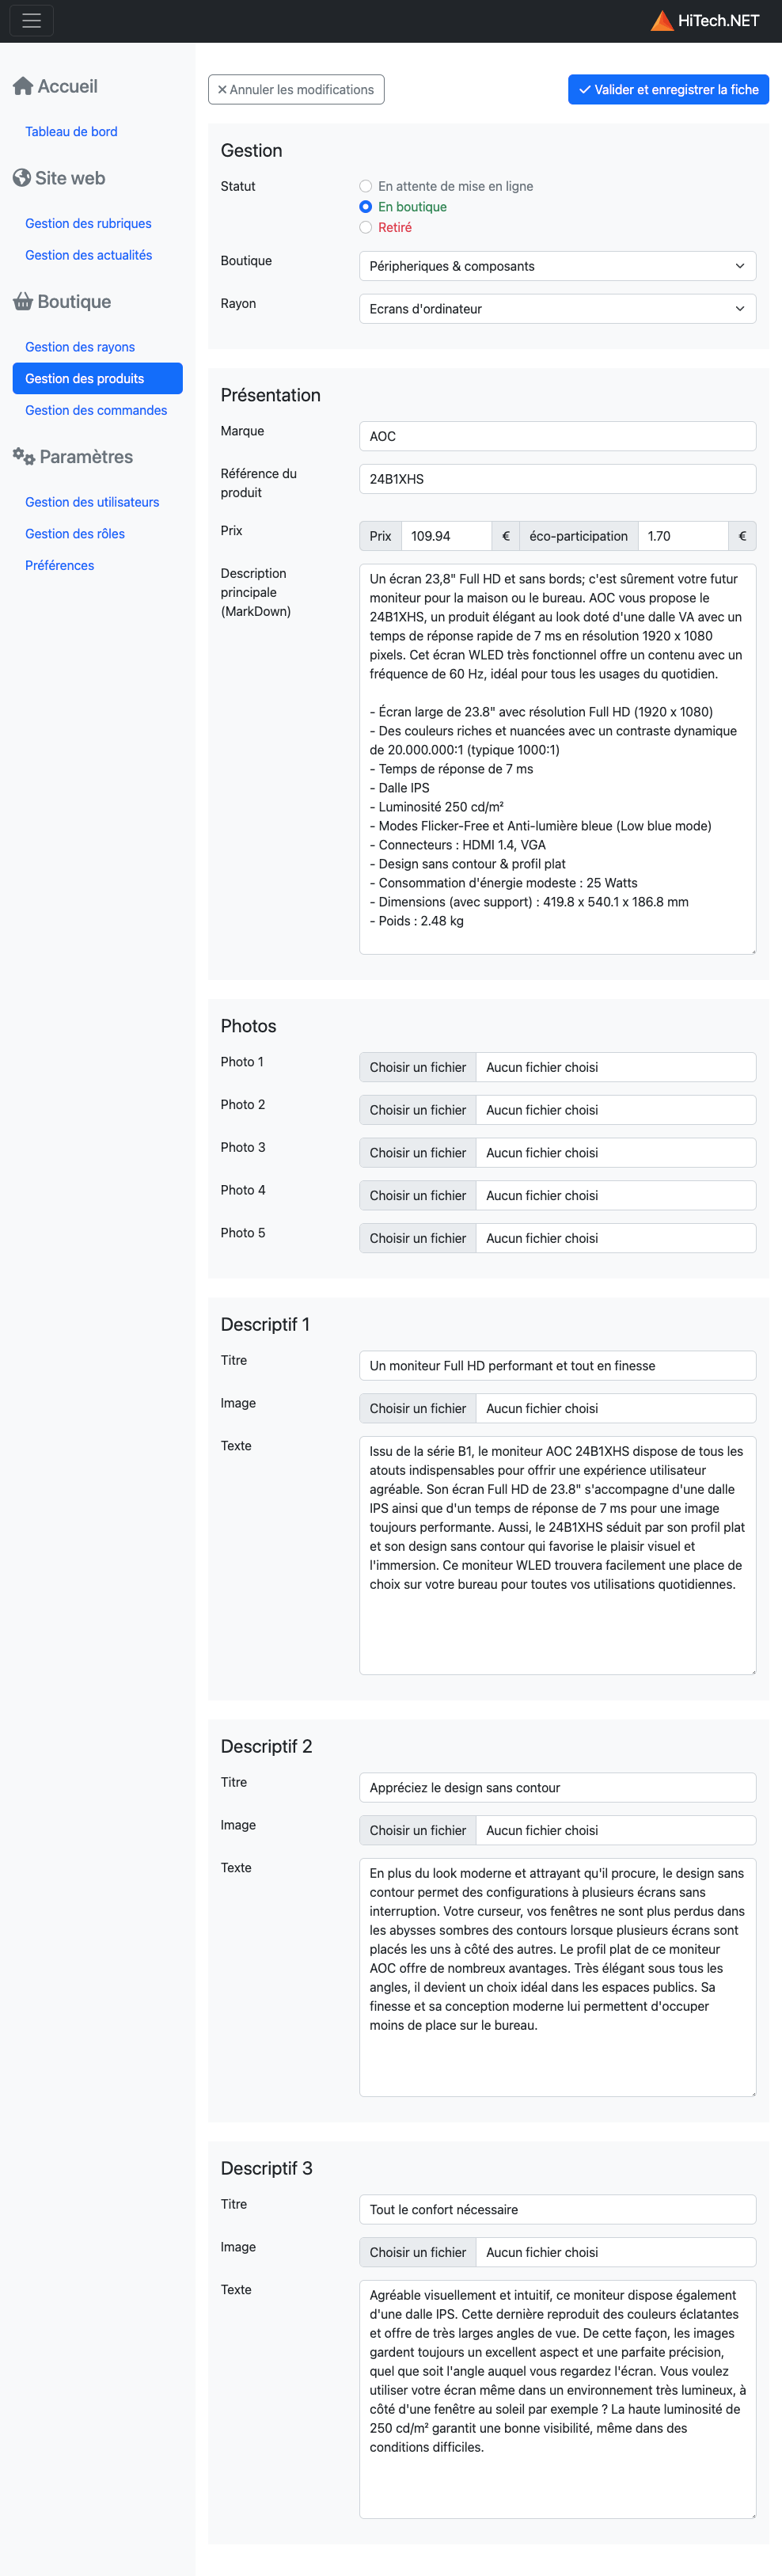 HiTech.NET
Accueil
Tableau de bord
Site web
Gestion des rubriques
Gestion des actualités
Boutique
Gestion des rayons
Gestion des produits
Gestion des commandes
Paramètres
Gestion des utilisateurs
Gestion des rôles
Préférences
Annuler les modifications
Valider et enregistrer la fiche
Gestion
Statut
En attente de mise en ligne
En boutique
Retiré
Boutique
Péripheriques & composants
Rayon
Ecrans d'ordinateur
Présentation
Marque
AOC
Référence du
produit
24B1XHS
Prix
Prix 109.94 € éco-participation 1.70 €
Description
principale
(MarkDown)
Un écran 23,8" Full HD et sans bords; c'est sûrement votre futur
moniteur pour la maison ou le bureau. AOC vous propose le
24B1XHS, un produit élégant au look doté d'une dalle VA avec un
temps de réponse rapide de 7 ms en résolution 1920 x 1080
pixels. Cet écran WLED très fonctionnel offre un contenu avec un
fréquence de 60 Hz, idéal pour tous les usages du quotidien.
- Écran large de 23.8" avec résolution Full HD (1920 x 1080)
- Des couleurs riches et nuancées avec un contraste dynamique
de 20.000.000:1 (typique 1000:1)
- Temps de réponse de 7 ms
- Dalle IPS
- Luminosité 250 cd/m²
- Modes Flicker-Free et Anti-lumière bleue (Low blue mode)
- Connecteurs : HDMI 1.4, VGA
- Design sans contour & profil plat
- Consommation d'énergie modeste : 25 Watts
- Dimensions (avec support) : 419.8 x 540.1 x 186.8 mm
- Poids : 2.48 kg
Photos
Photo 1
Choisir un fichier Aucun fichier choisi
Photo 2
Choisir un fichier Aucun fichier choisi
Photo 3
Choisir un fichier Aucun fichier choisi
Photo 4
Choisir un fichier Aucun fichier choisi
Photo 5
Choisir un fichier Aucun fichier choisi
Descriptif 1
Titre
Un moniteur Full HD performant et tout en finesse
Image
Choisir un fichier Aucun fichier choisi
Texte
Issu de la série B1, le moniteur AOC 24B1XHS dispose de tous les
atouts indispensables pour offrir une expérience utilisateur
agréable. Son écran Full HD de 23.8" s'accompagne d'une dalle
IPS ainsi que d'un temps de réponse de 7 ms pour une image
toujours performante. Aussi, le 24B1XHS séduit par son profil plat
et son design sans contour qui favorise le plaisir visuel et
l'immersion. Ce moniteur WLED trouvera facilement une place de
choix sur votre bureau pour toutes vos utilisations quotidiennes.
Descriptif 2
Titre
Appréciez le design sans contour
Image
Choisir un fichier Aucun fichier choisi
Texte
En plus du look moderne et attrayant qu'il procure, le design sans
contour permet des configurations à plusieurs écrans sans
interruption. Votre curseur, vos fenêtres ne sont plus perdus dans
les abysses sombres des contours lorsque plusieurs écrans sont
placés les uns à côté des autres. Le profil plat de ce moniteur
AOC offre de nombreux avantages. Très élégant sous tous les
angles, il devient un choix idéal dans les espaces publics. Sa
finesse et sa conception moderne lui permettent d'occuper
moins de place sur le bureau.
Descriptif 3
Titre
Tout le confort nécessaire
Image
Choisir un fichier Aucun fichier choisi
Texte
Agréable visuellement et intuitif, ce moniteur dispose également
d'une dalle IPS. Cette dernière reproduit des couleurs éclatantes
et offre de très larges angles de vue. De cette façon, les images
gardent toujours un excellent aspect et une parfaite précision,
quel que soit l'angle auquel vous regardez l'écran. Vous voulez
utiliser votre écran même dans un environnement très lumineux, à
côté d'une fenêtre au soleil par exemple ? La haute luminosité de
250 cd/m² garantit une bonne visibilité, même dans des
conditions difficiles.